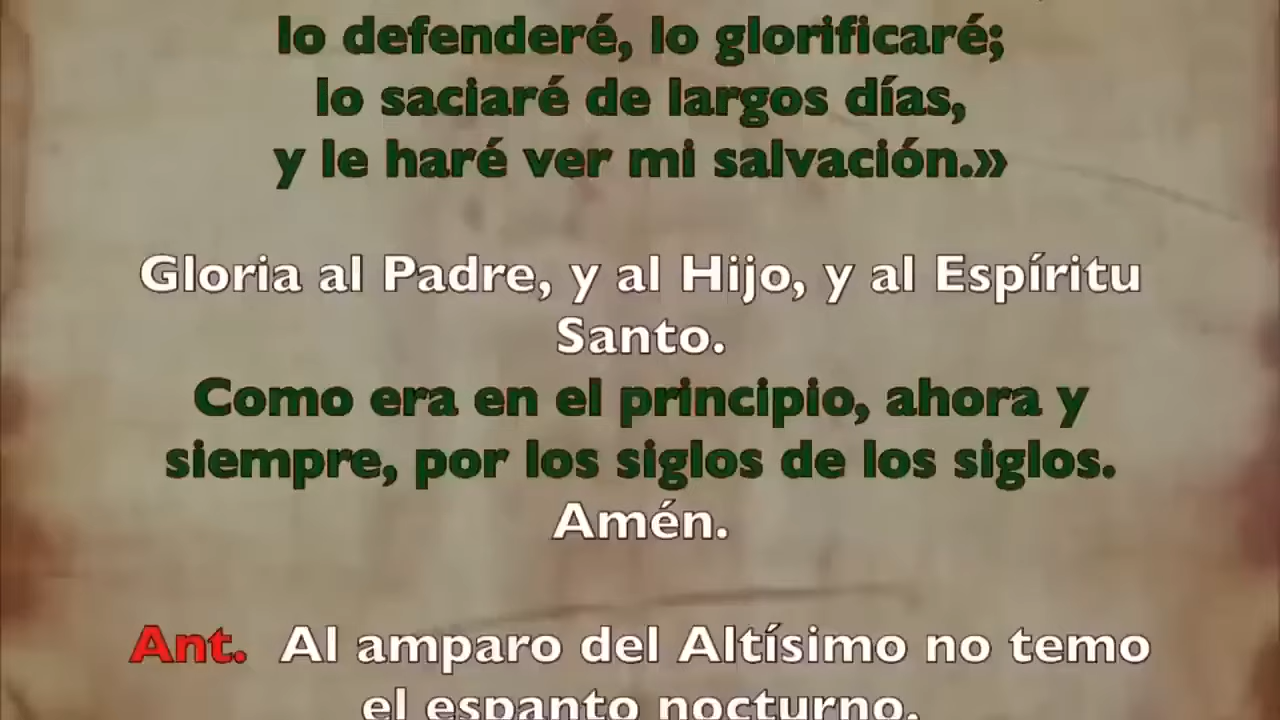 lo defenderé, lo glorificaré;
lo saciaré de largos días,
y le haré ver mi salvación.»
Gloria al Padre, y al Hijo, y al Espíritu
Santo.
Como era en el principio, ahora y
siempre, por los siglos de los siglos.
Amén.
Ant. Al amparo del Altísimo no temo
el espanto nocturno.